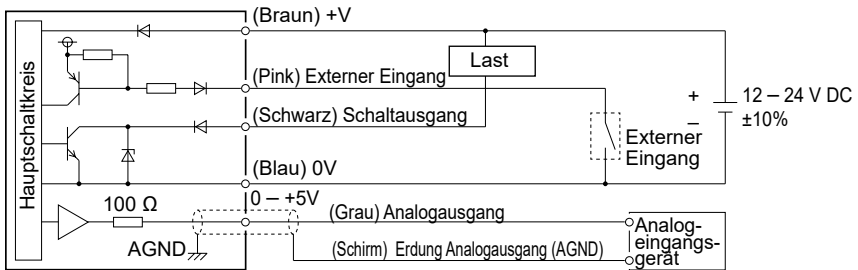 Hauptschaltkreis
(Braun) +V
Last
(Pink) Externer Eingang
(Schwarz) Schaltausgang
+
–
12 – 24 V DC
±10%
Externer
Eingang
(Blau) 0V
0 – +5V
100 Ω
(Grau) Analogausgang
AGND
(Schirm) Erdung Analogausgang (AGND)
Analog-
eingangs-
gerät